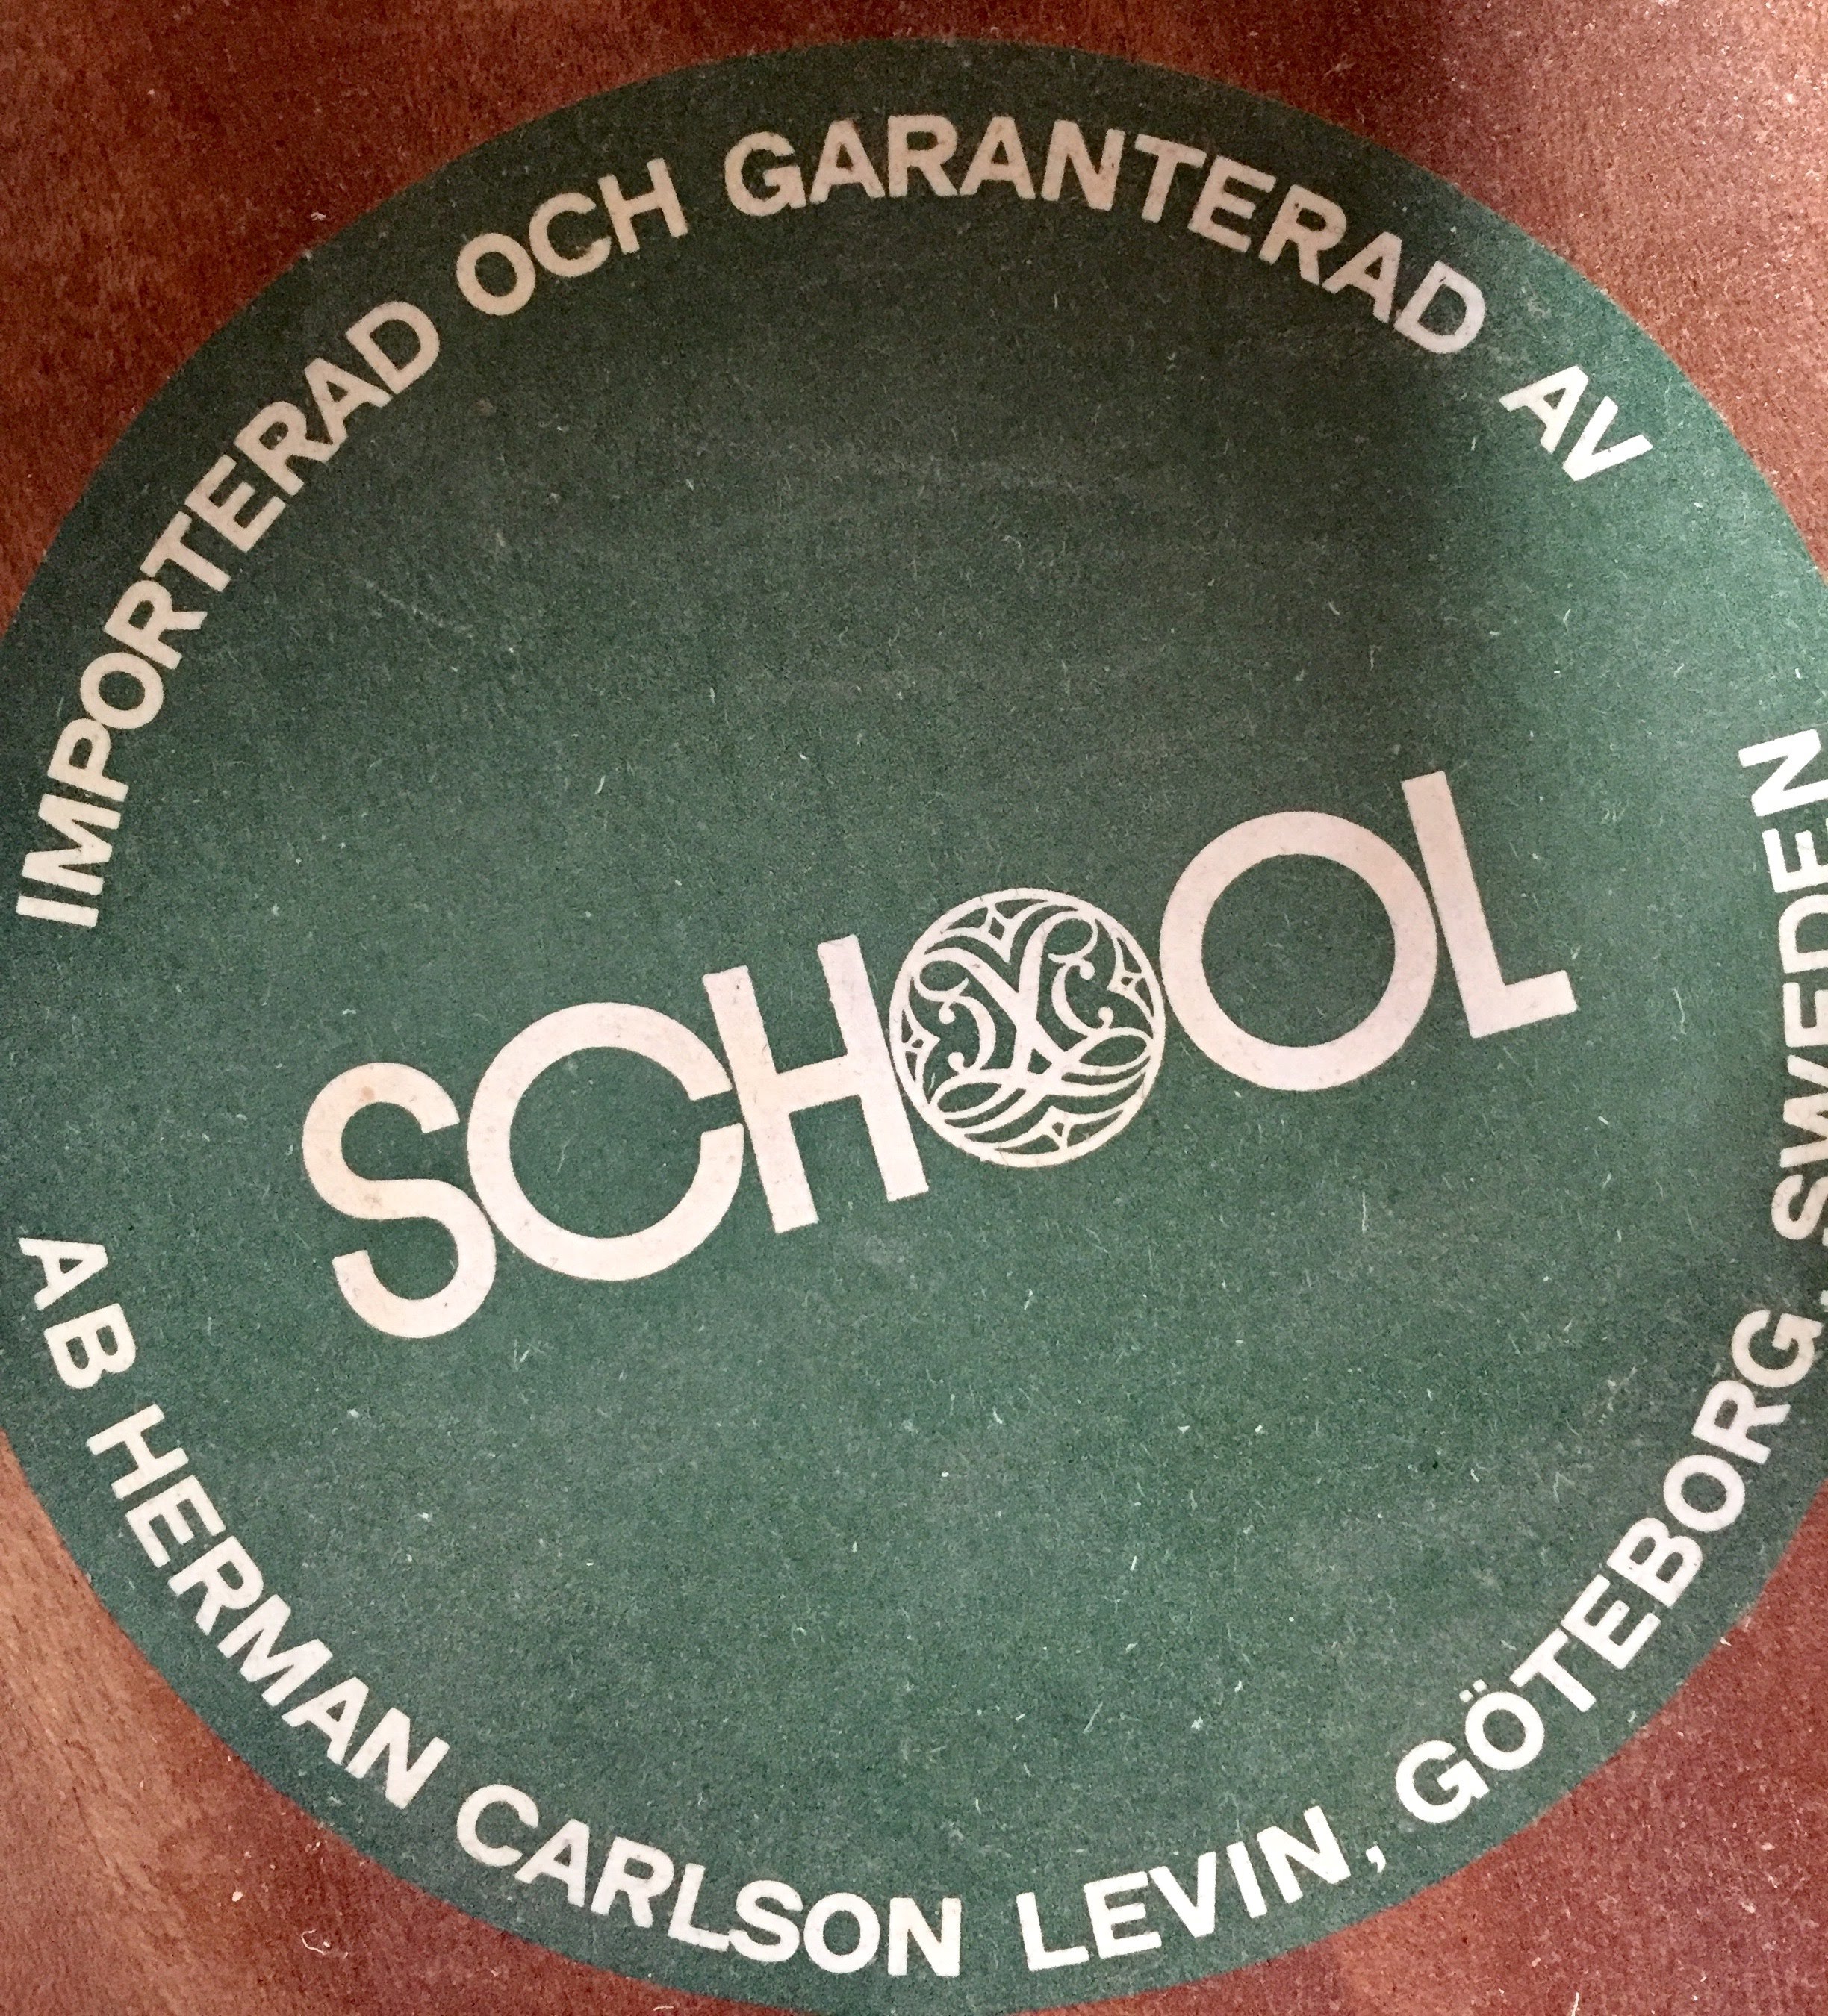 IMPORTERAD OCH GARANTERAD AV
SCHOOL
AB HERMAN CARLSON LEVIN, GÖTEBORG, SWEDEN